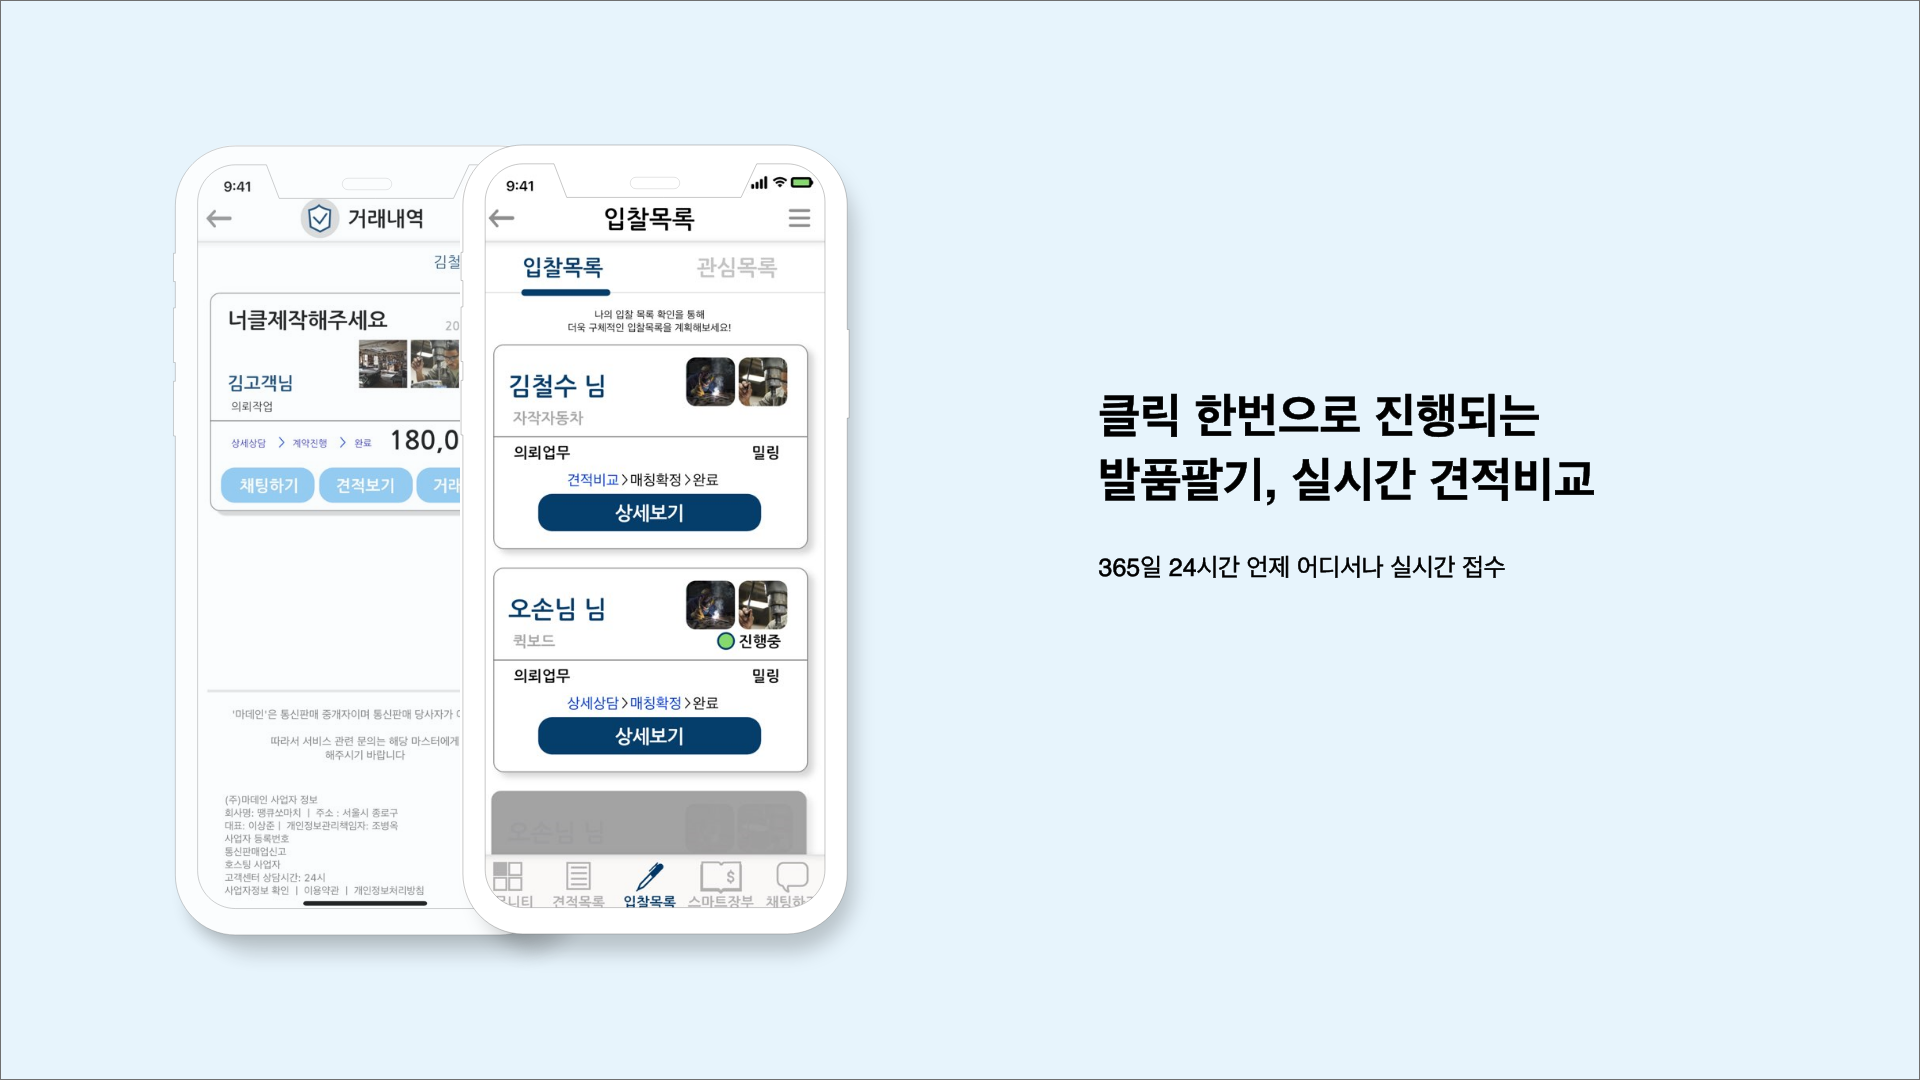 9:41
거래내역
김철
너클제작해주세요
20
김고객님
의뢰작업
상세상담 > 계약진행 > 완료 180,0
채팅하기 견적보기 거래
'마데인'은 통신판매 중개자이며 통신판매 당사자가
따라서 서비스 관련 문의는 해당 마스터에게
해주시기 바랍니다
(주)마데인 사업자 정보
회사명: 땡큐쏘마치 | 주소 : 서울시 종로구
대표: 이상준 | 개인정보관리책임자: 조병옥
사업자 등록번호
통신판매업신고
호스팅 사업자
고객센터 상담시간: 24시
사업자정보 확인 | 이용약관 | 개인정보처리방침
9:41
입찰목록
입찰목록 관심목록
나의 입찰 목록 확인을 통해
더욱 구체적인 입찰목록을 계획해보세요!
김철수 님
자작자동차
의뢰업무 밀링
견적비교>매칭확정>완료
상세보기
오손님 님
퀵보드 진행중
의뢰업무 밀링
상세상담>매칭확정>완료
상세보기
오손님 님
뮤니티 견적목록 입찰목록 스마트장부 채팅하기
클릭 한번으로 진행되는
발품팔기, 실시간 견적비교
365일 24시간 언제 어디서나 실시간 접수